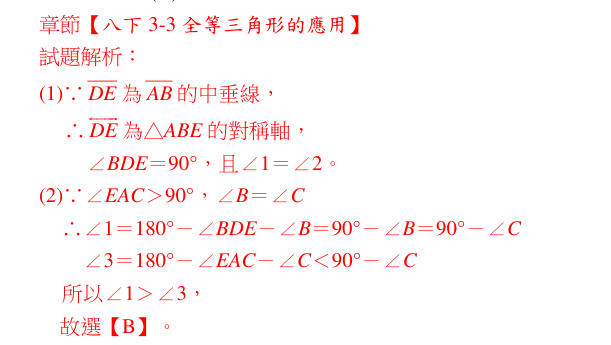 章節【八下 3-3 全等三角形的應用】
試題解析：
(1)∵ DE 為 AB 的中垂線，
∴ DE 為△ABE 的對稱軸，
∠BDE＝90°，且∠1＝∠2。
(2)∵∠EAC＞90°，∠B＝∠C
∴∠1＝180°－∠BDE－∠B＝90°－∠B＝90°－∠C
∠3＝180°－∠EAC－∠C＜90°－∠C
所以∠1＞∠3，
故選【B】。